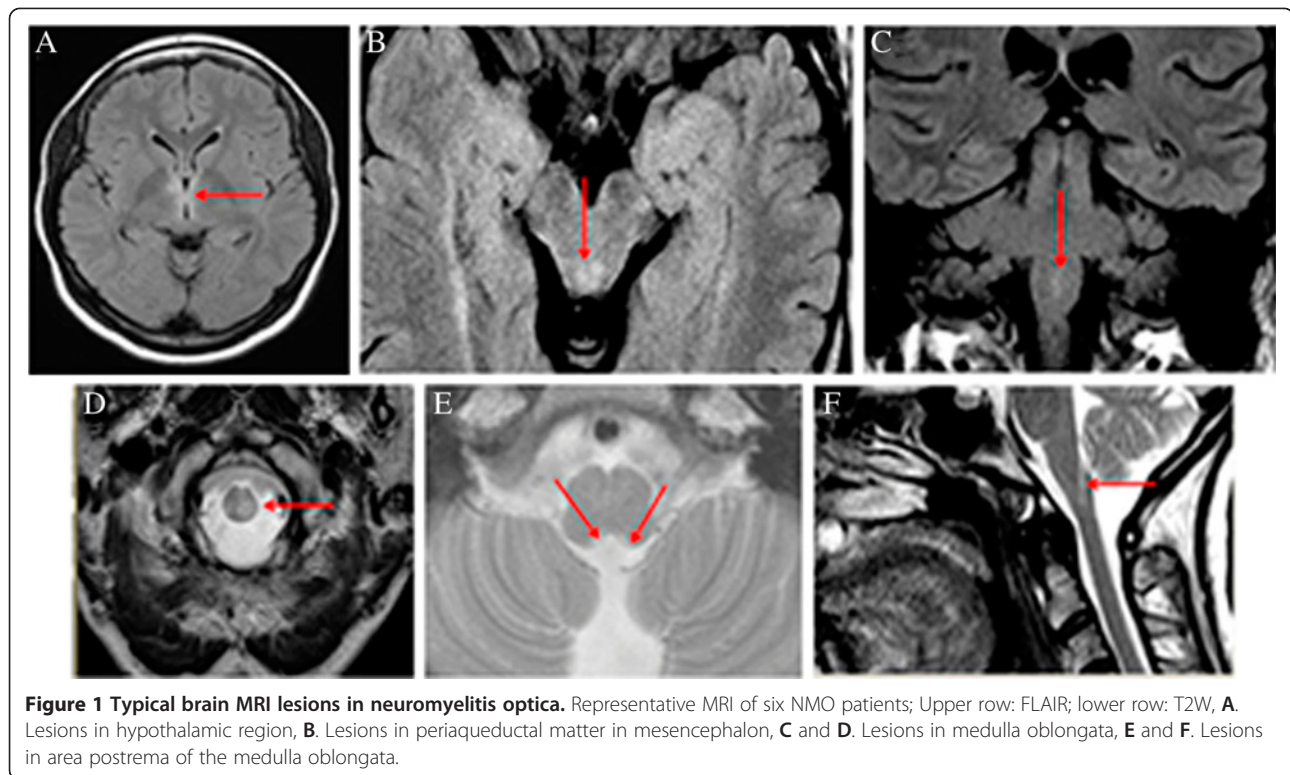 A
B
C
D
E
F
Figure 1 Typical brain MRI lesions in neuromyelitis optica. Representative MRI of six NMO patients; Upper row: FLAIR; lower row: T2W, A.
Lesions in hypothalamic region, B. Lesions in periaqueductal matter in mesencephalon, C and D. Lesions in medulla oblongata, E and F. Lesions
in area postrema of the medulla oblongata.